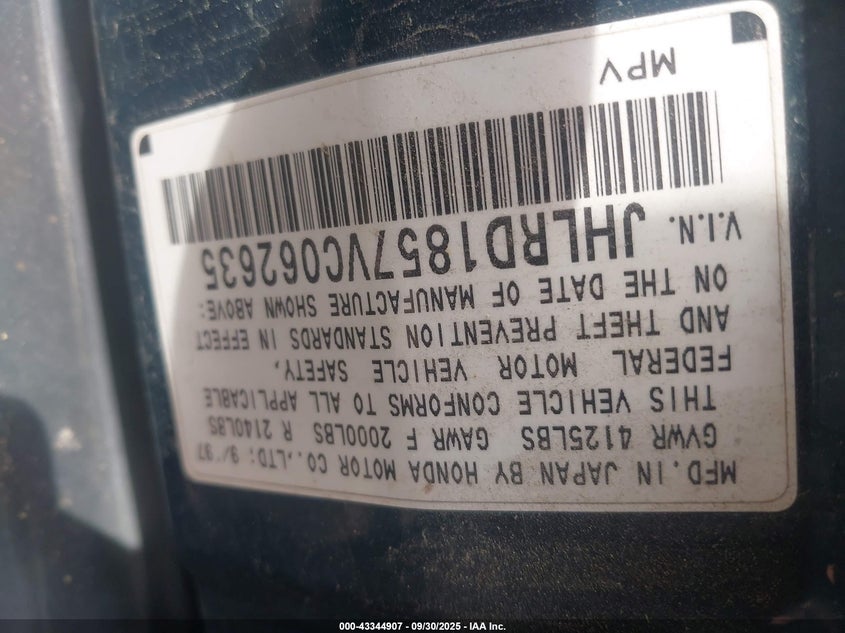 MFD. IN JAPAN BY HONDA MOTOR CO., LTD: 9/'97
GVWR 4125LBS GAWR F 2000LBS R 2140LBS
THIS VEHICLE CONFORMS TO ALL APPLICABLE
FEDERAL MOTOR VEHICLE SAFETY,
AND THEFT PREVENTION STANDARDS IN EFFECT
ON THE DATE OF MANUFACTURE SHOWN ABOVE:
V.I.N. JHLRD1857VC062635
MPV
000-43344907 - 09/30/2025 - IAA Inc.